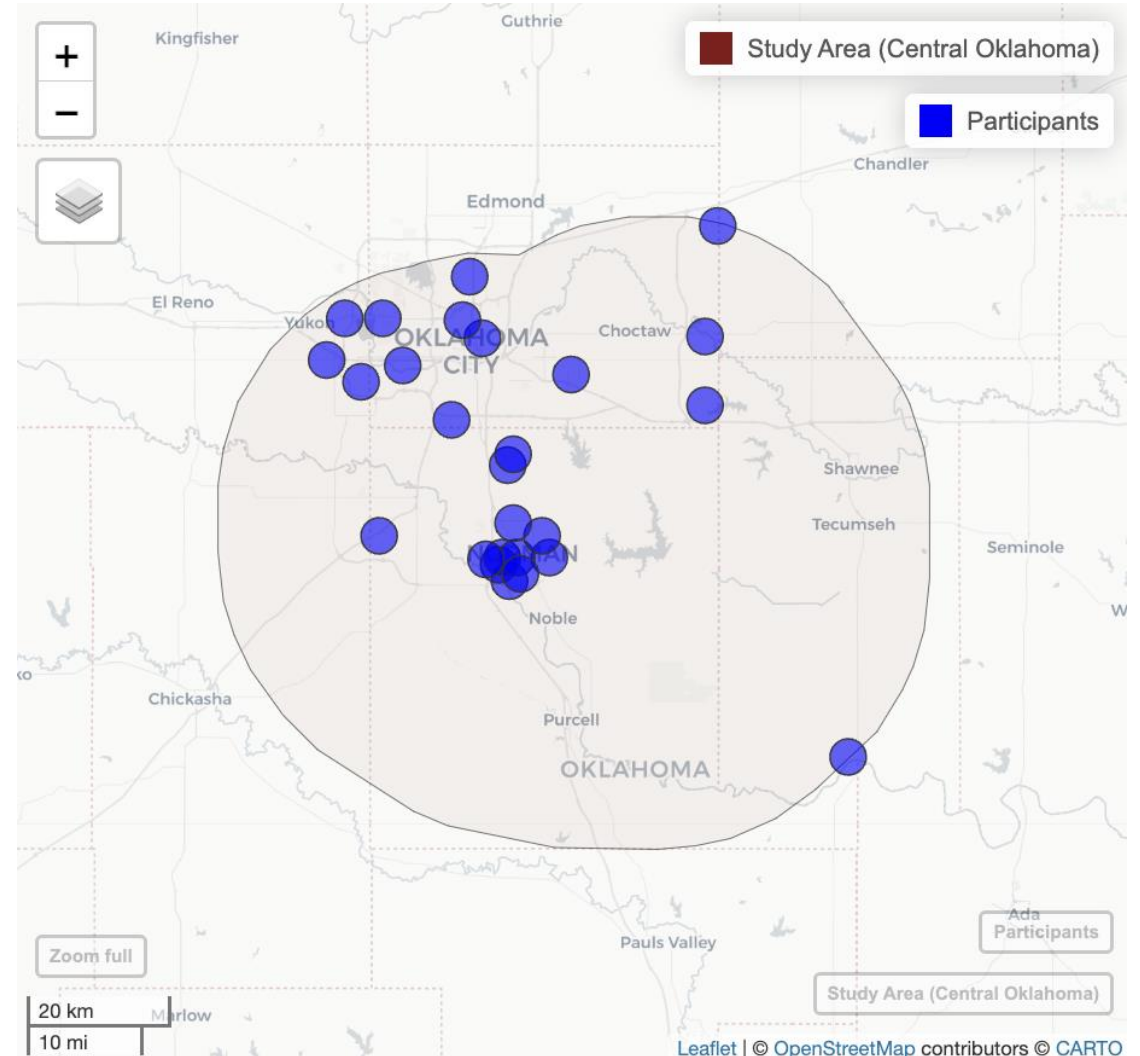 Guthrie
Kingfisher
+
−
Study Area (Central Oklahoma)
Participants
Chandler
Edmond
El Reno
Yukon
Choctaw
OKLAHOMA
CITY
Shawnee
Tecumseh
Seminole
NORMAN
Noble
Chickasha
Purcell
OKLAHOMA
Ada
Participants
Pauls Valley
Zoom full
Study Area (Central Oklahoma)
20 km
Marlow
10 mi
Leaflet | © OpenStreetMap contributors © CARTO